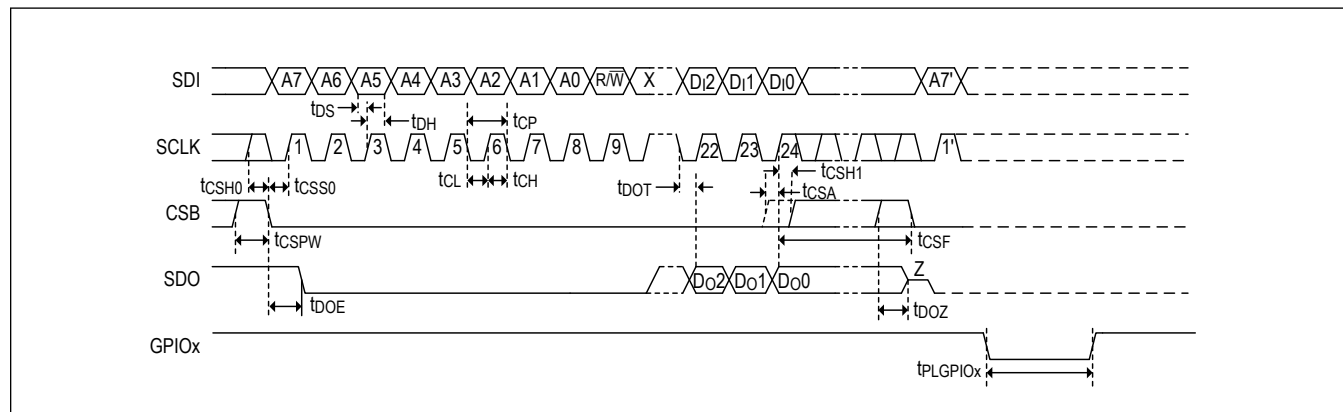 SDI A7 A6 A5 A4 A3 A2 A1 A0 R/W̅ X DI2 DI1 DI0 A7'
tDS tDH tCP
SCLK 1 2 3 4 5 6 7 8 9 22 23 24 1'
tCSH0 tCSS0 tCL tCH tDOT tCSH1
tCSA
CSB
tCSPW tCSF
SDO DO2 DO1 DO0 Z
tDOE tDOZ
GPIOx
tPLGPIOx